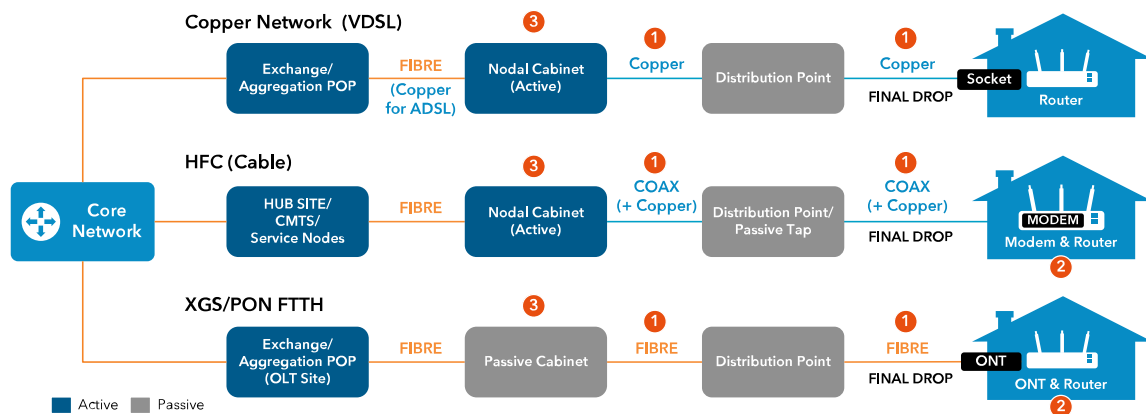 Copper Network (VDSL)
3
1
1
Exchange/
Aggregation POP
FIBRE
(Copper
for ADSL)
Nodal Cabinet
(Active)
Copper
Distribution Point
Copper
FINAL DROP
Socket
Router
HFC (Cable)
3
1
1
Core
Network
HUB SITE/
CMTS/
Service Nodes
FIBRE
Nodal Cabinet
(Active)
COAX
(+ Copper)
Distribution Point/
Passive Tap
COAX
(+ Copper)
FINAL DROP
MODEM
Modem & Router
2
XGS/PON FTTH
3
1
1
Exchange/
Aggregation POP
(OLT Site)
FIBRE
Passive Cabinet
FIBRE
Distribution Point
FIBRE
FINAL DROP
ONT
ONT & Router
2
Active
Passive